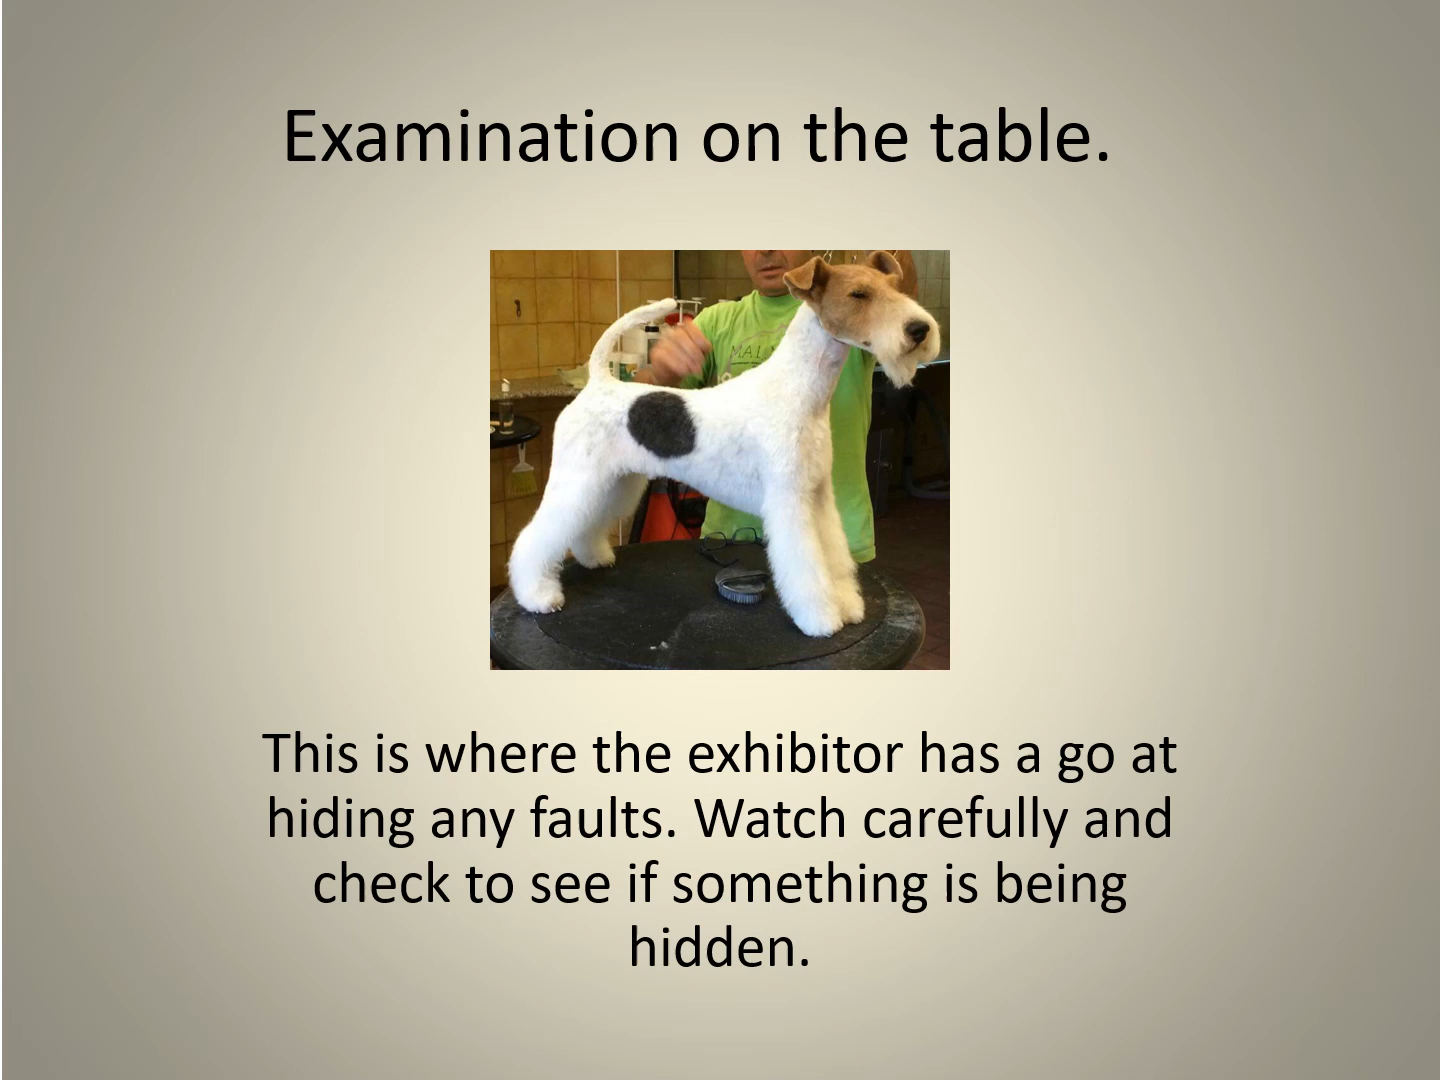 Examination on the table.
This is where the exhibitor has a go at
hiding any faults. Watch carefully and
check to see if something is being
hidden.